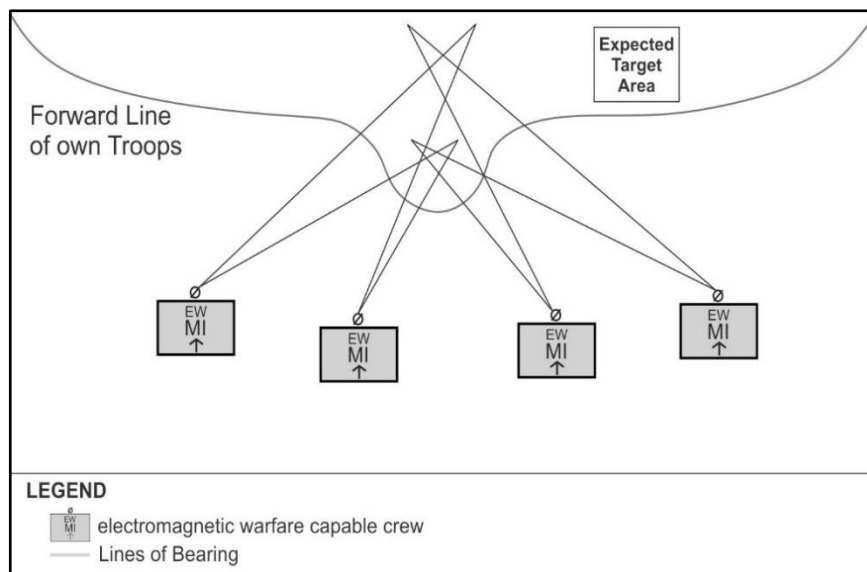 Expected
Target
Area
Forward Line
of own Troops
Ø
EW
MI
↑
Ø
EW
MI
↑
Ø
EW
MI
↑
Ø
EW
MI
↑
LEGEND
Ø
EW
MI
electromagnetic warfare capable crew
Lines of Bearing